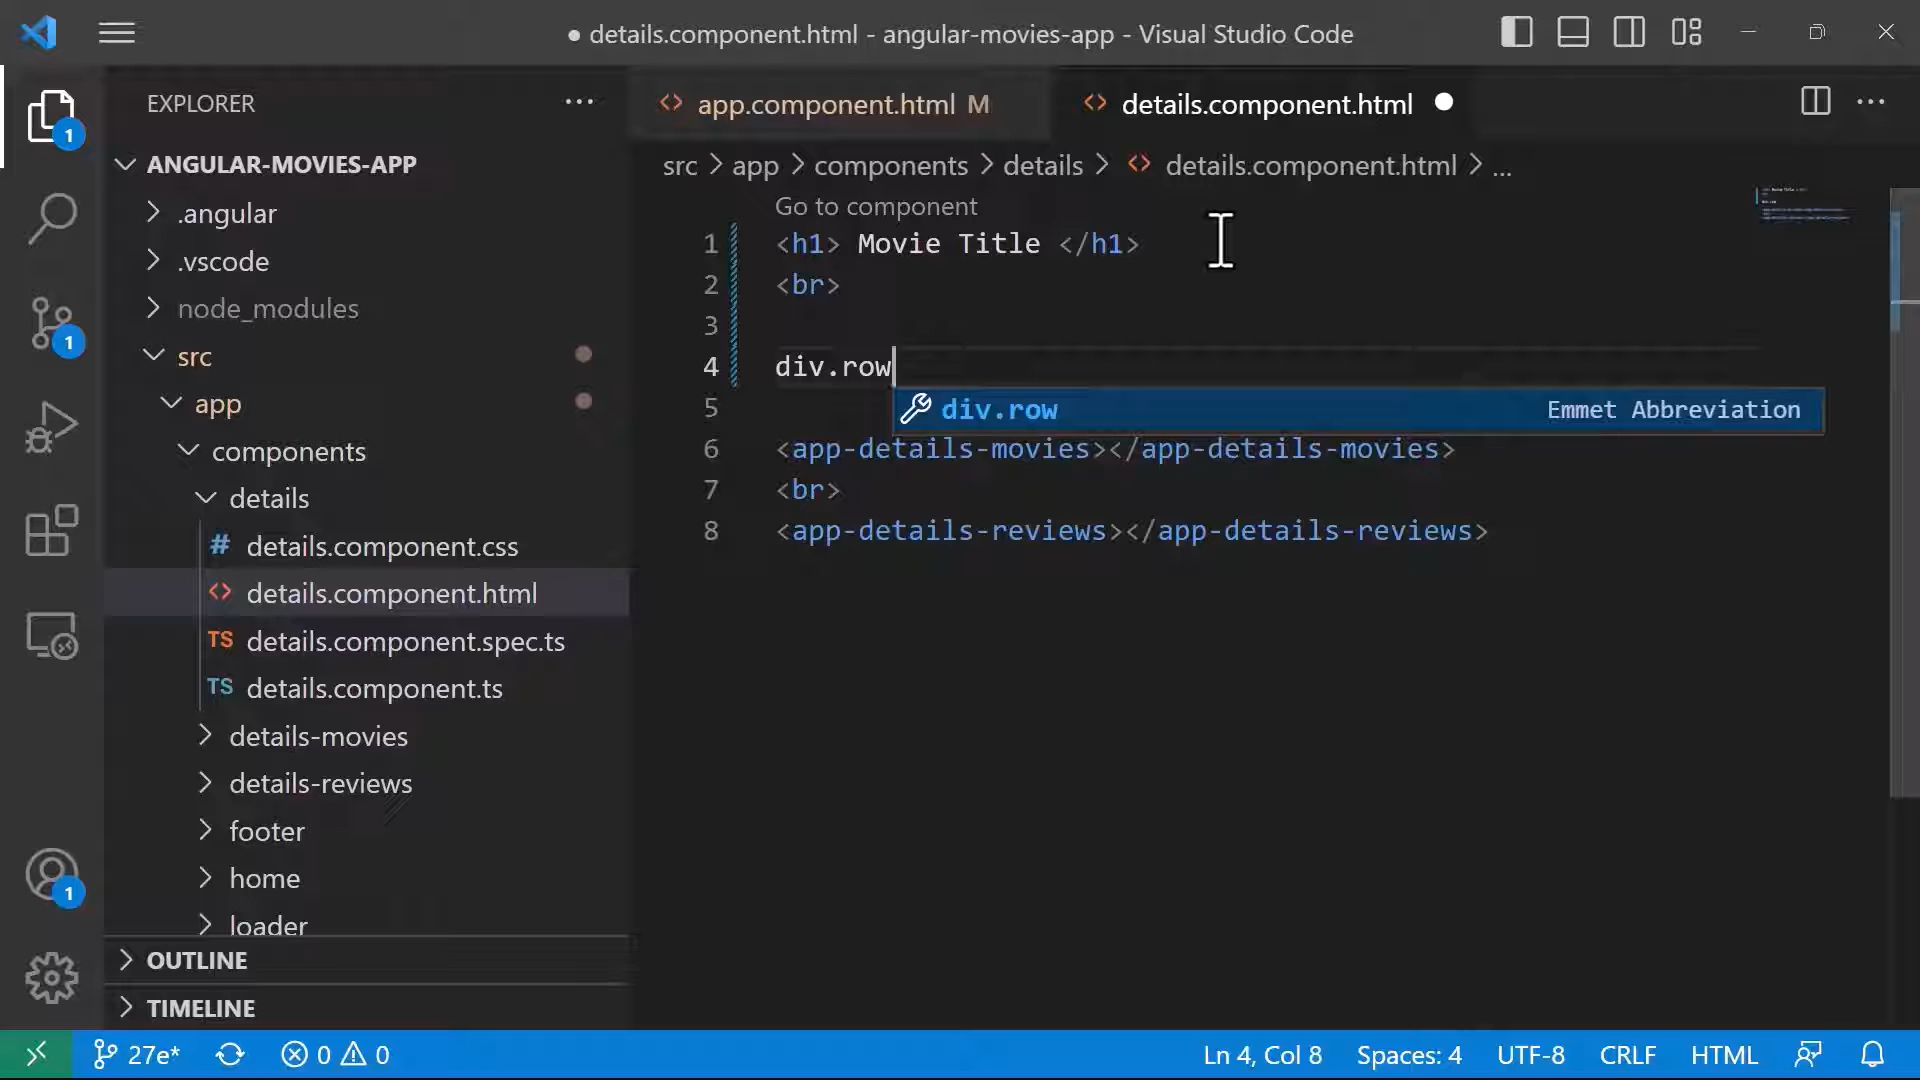 ● details.component.html - angular-movies-app - Visual Studio Code
EXPLORER
ANGULAR-MOVIES-APP
.angular
.vscode
node_modules
src
app
components
details
# details.component.css
<> details.component.html
TS details.component.spec.ts
TS details.component.ts
details-movies
details-reviews
footer
home
loader
OUTLINE
TIMELINE
1
1
1
<> app.component.html M
<> details.component.html ●
src > app > components > details > <> details.component.html > ...
Go to component
1 <h1> Movie Title </h1>
2 <br>
3
4 div.row
div.row Emmet Abbreviation
5
6 <app-details-movies></app-details-movies>
7 <br>
8 <app-details-reviews></app-details-reviews>
27e* 0 0 Ln 4, Col 8 Spaces: 4 UTF-8 CRLF HTML